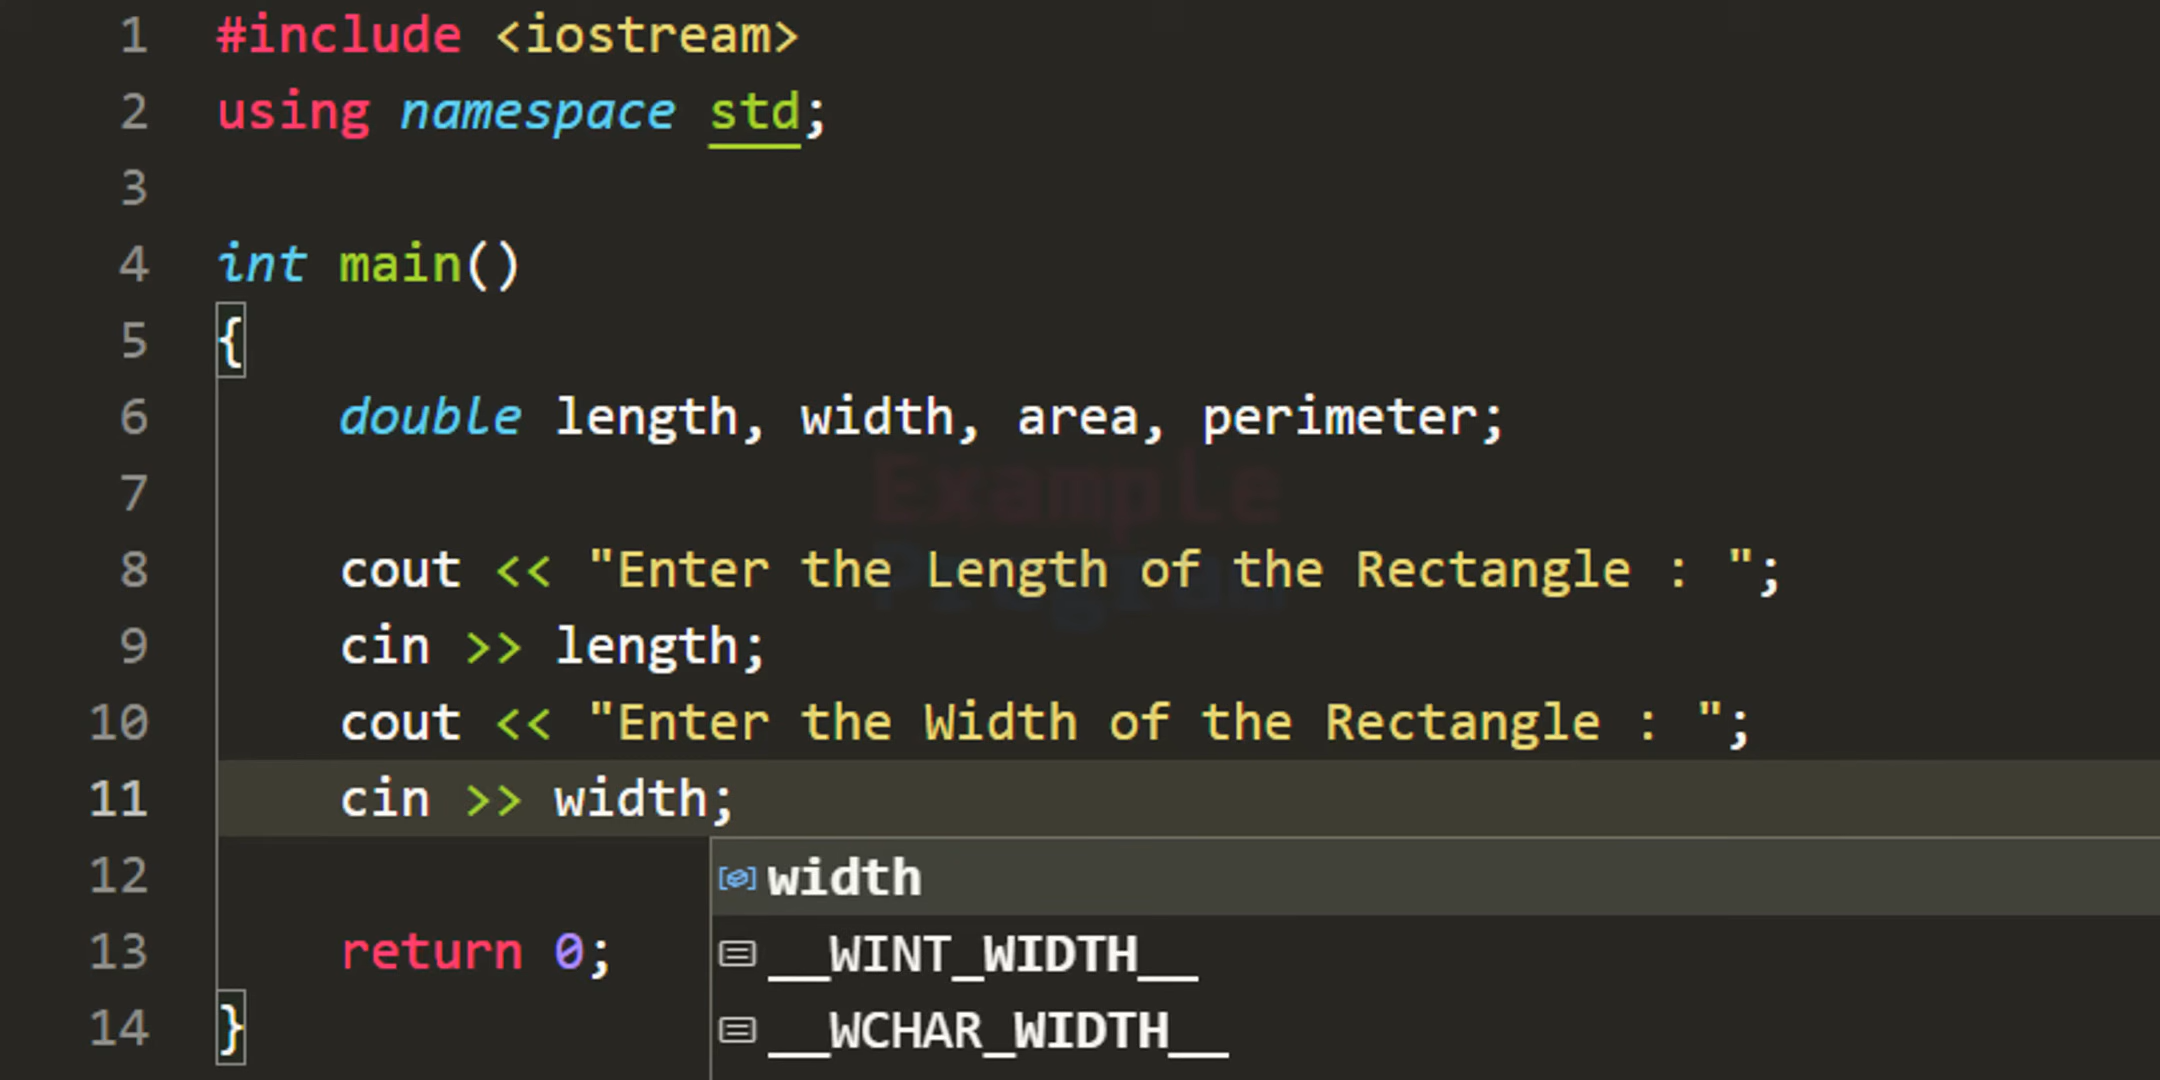 1 #include <iostream>
2 using namespace std;
3
4 int main()
5 {
6 double length, width, area, perimeter;
Example
7
Program
8 cout << "Enter the Length of the Rectangle : ";
9 cin >> length;
10 cout << "Enter the Width of the Rectangle : ";
11 cin >> width;
width
12
__WINT_WIDTH__
13 return 0;
__WCHAR_WIDTH__
14 }